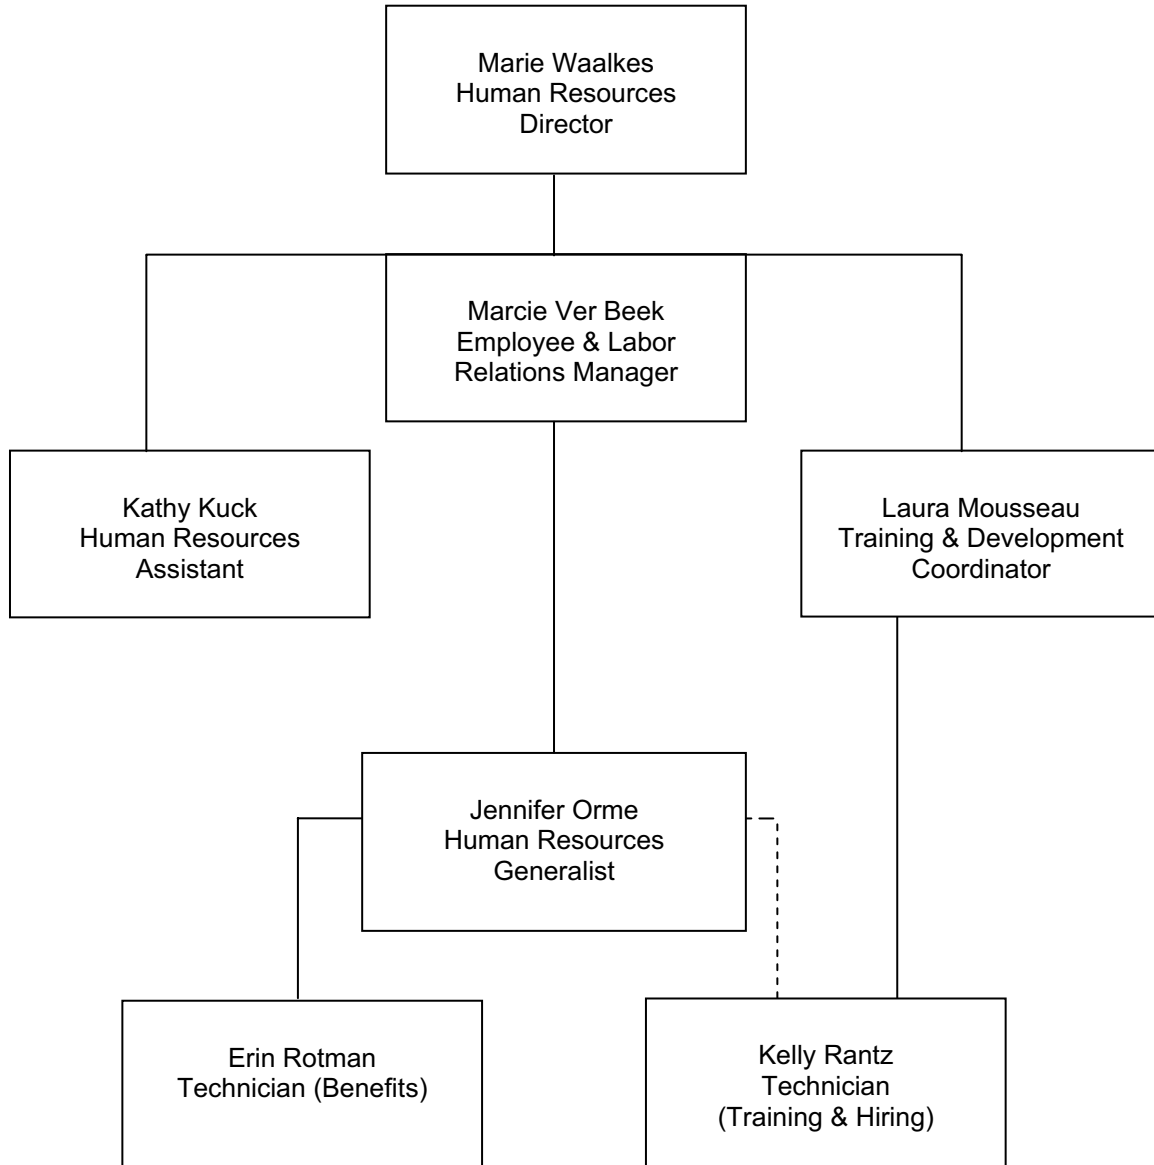 Marie Waalkes
Human Resources
Director
Marcie Ver Beek
Employee & Labor
Relations Manager
Kathy Kuck
Human Resources
Assistant
Laura Mousseau
Training & Development
Coordinator
Jennifer Orme
Human Resources
Generalist
Erin Rotman
Technician (Benefits)
Kelly Rantz
Technician
(Training & Hiring)